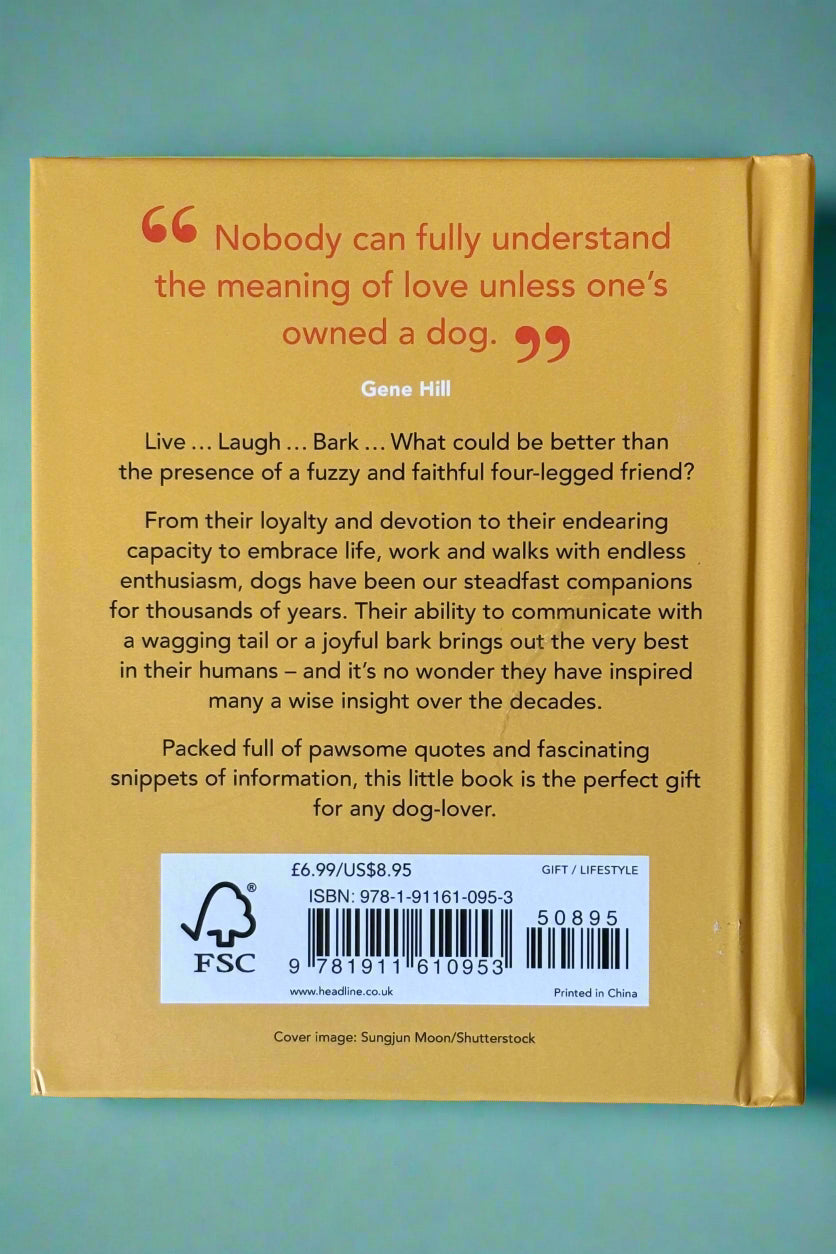 “ Nobody can fully understand
the meaning of love unless one’s
owned a dog. ”
Gene Hill
Live ... Laugh ... Bark ... What could be better than
the presence of a fuzzy and faithful four-legged friend?
From their loyalty and devotion to their endearing
capacity to embrace life, work and walks with endless
enthusiasm, dogs have been our steadfast companions
for thousands of years. Their ability to communicate with
a wagging tail or a joyful bark brings out the very best
in their humans – and it’s no wonder they have inspired
many a wise insight over the decades.
Packed full of pawsome quotes and fascinating
snippets of information, this little book is the perfect gift
for any dog-lover.
£6.99/US$8.95
GIFT / LIFESTYLE
ISBN: 978-1-91161-095-3
50895
®
FSC
9 781911 610953
www.headline.co.uk
Printed in China
Cover image: Sungjun Moon/Shutterstock